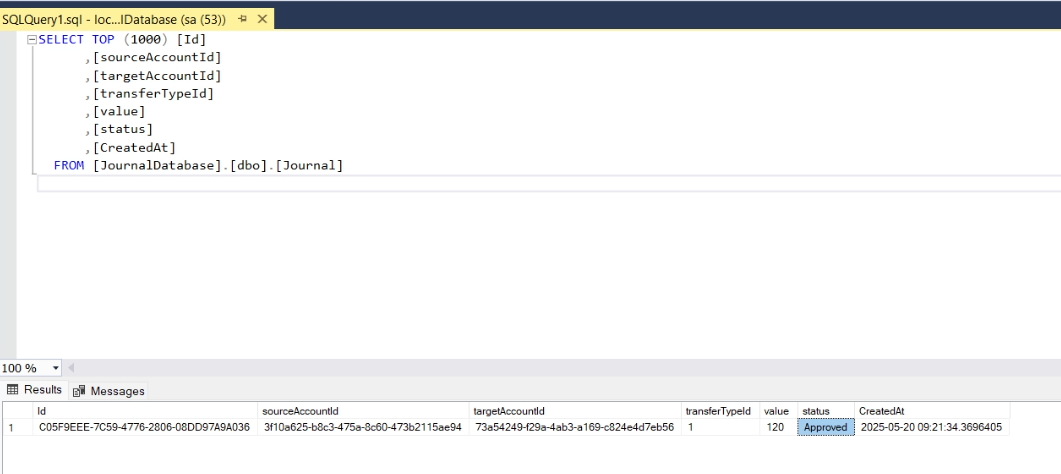 SQLQuery1.sql - loc...lDatabase (sa (53))
SELECT TOP (1000) [Id]
,[sourceAccountId]
,[targetAccountId]
,[transferTypeId]
,[value]
,[status]
,[CreatedAt]
FROM [JournalDatabase].[dbo].[Journal]
100 %
Results Messages
Id sourceAccountId targetAccountId transferTypeId value status CreatedAt
1 C05F9EEE-7C59-4776-2806-08DD97A9A036 3f10a625-b8c3-475a-8c60-473b2115ae94 73a54249-f29a-4ab3-a169-c824e4d7eb56 1 120 Approved 2025-05-20 09:21:34.3696405